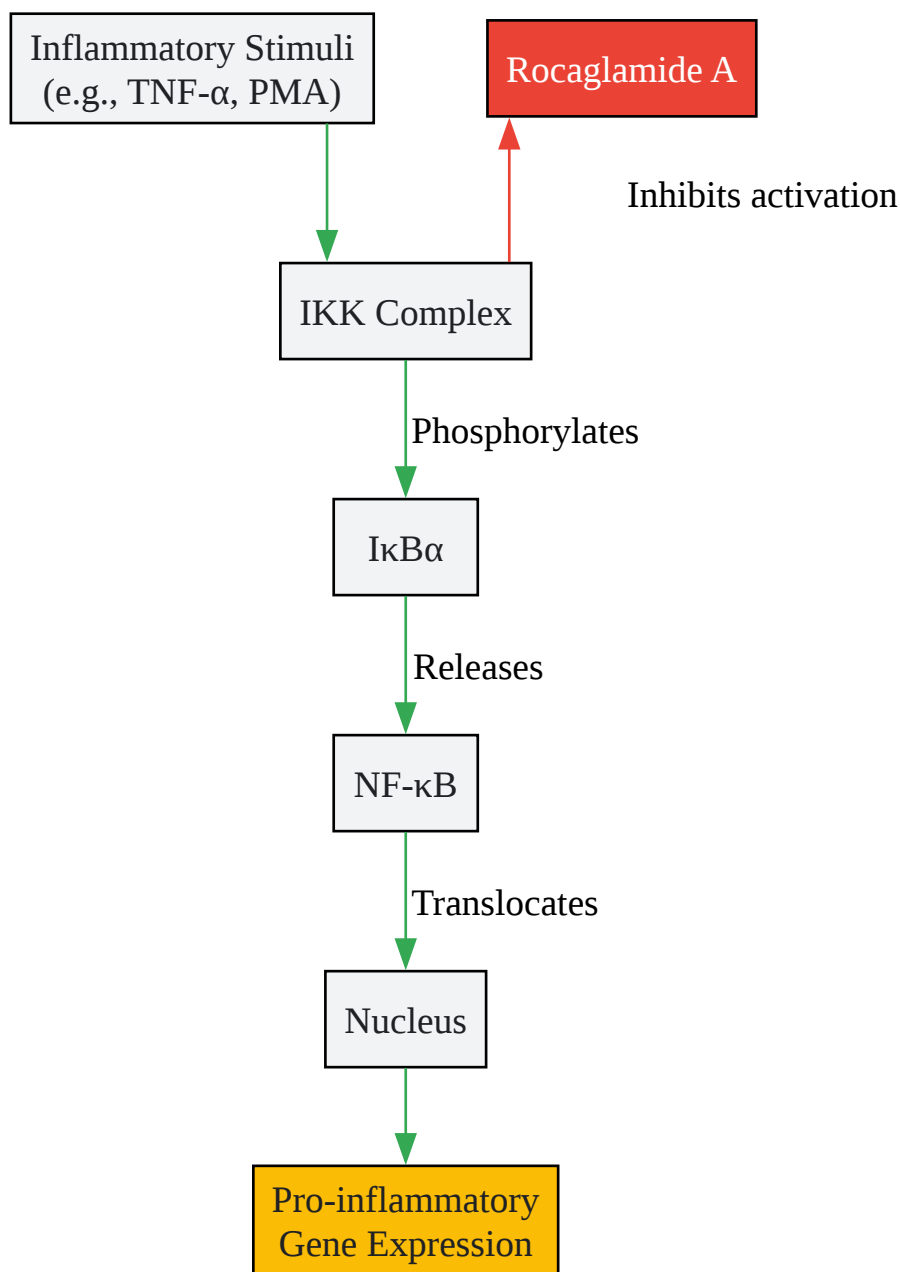 Inflammatory Stimuli
(e.g., TNF-α, PMA)
Rocaglamide A
Inhibits activation
IKK Complex
Phosphorylates
IκBα
Releases
NF-κB
Translocates
Nucleus
Pro-inflammatory
Gene Expression